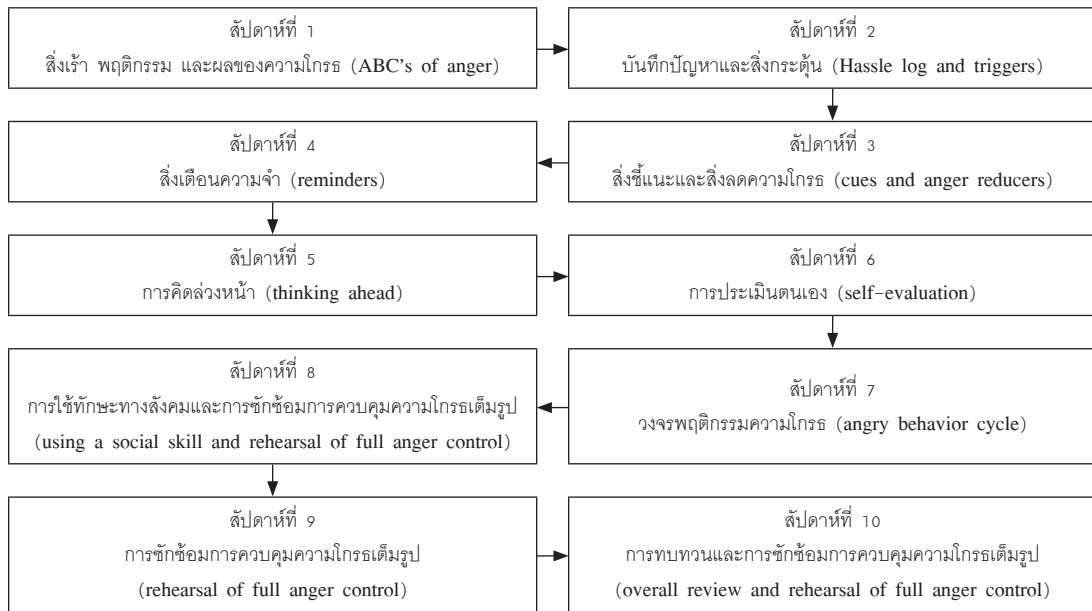 สัปดาห์ที่ 1
สิ่งเร้า พฤติกรรม และผลของความโกรธ (ABC's of anger)
สัปดาห์ที่ 2
บันทึกปัญหาและสิ่งกระตุ้น (Hassle log and triggers)
สัปดาห์ที่ 3
สิ่งชี้แนะและสิ่งลดความโกรธ (cues and anger reducers)
สัปดาห์ที่ 4
สิ่งเตือนความจำ (reminders)
สัปดาห์ที่ 5
การคิดล่วงหน้า (thinking ahead)
สัปดาห์ที่ 6
การประเมินตนเอง (self-evaluation)
สัปดาห์ที่ 7
วงจรพฤติกรรมความโกรธ (angry behavior cycle)
สัปดาห์ที่ 8
การใช้ทักษะทางสังคมและการซักซ้อมการควบคุมความโกรธเต็มรูป
(using a social skill and rehearsal of full anger control)
สัปดาห์ที่ 9
การซักซ้อมการควบคุมความโกรธเต็มรูป
(rehearsal of full anger control)
สัปดาห์ที่ 10
การทบทวนและการซักซ้อมการควบคุมความโกรธเต็มรูป
(overall review and rehearsal of full anger control)